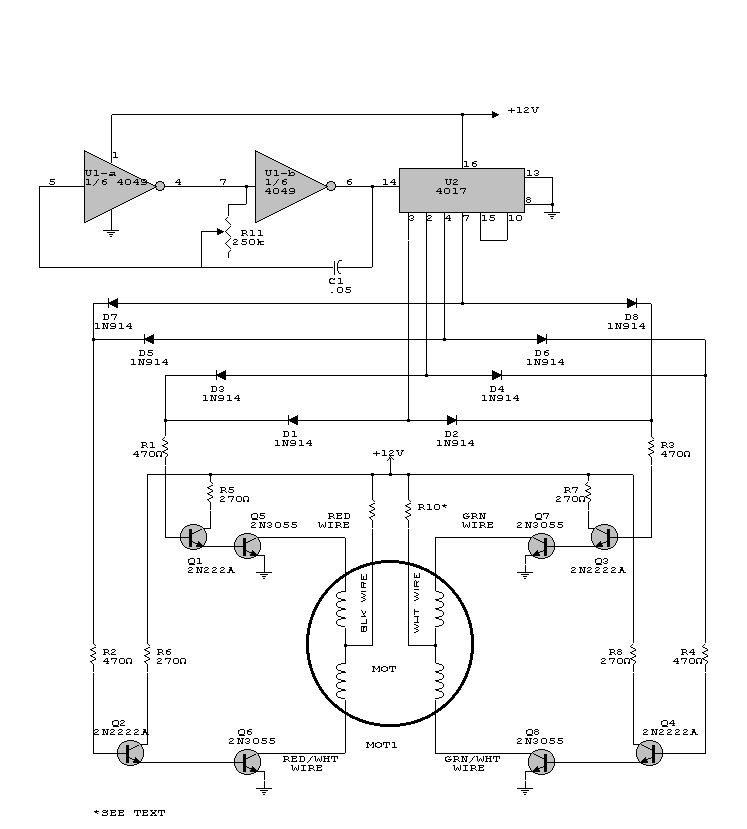 +12V
1
16
U1-a
1/6 4049
5
4
7
U1-b
1/6
4049
6
14
U2
4017
13
8
3 2 4 7 15 10
R11
250k
C1
.05
D7
1N914
D8
1N914
D5
1N914
D6
1N914
D3
1N914
D4
1N914
D1
1N914
D2
1N914
R1
470Ω
R3
470Ω
+12V
R5
270Ω
R7
270Ω
R10*
Q5
2N3055
RED
WIRE
GRN
WIRE
Q7
2N3055
Q1
2N222A
Q3
2N2222A
BLK WIRE
WHT WIRE
R2
470Ω
R6
270Ω
R8
270Ω
R4
470Ω
MOT
Q2
2N2222A
Q6
2N3055
MOT1
Q8
2N3055
Q4
2N2222A
RED/WHT
WIRE
GRN/WHT
WIRE
*SEE TEXT